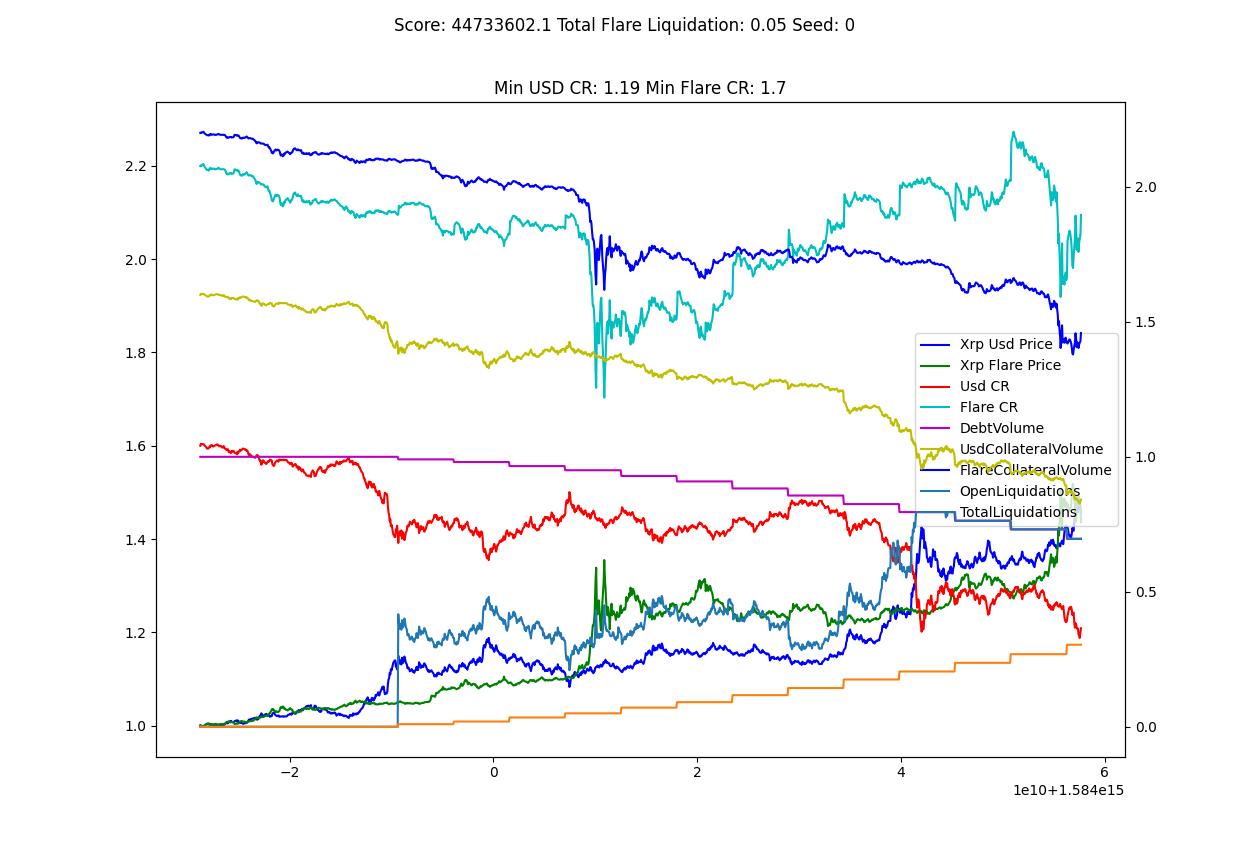 Score: 44733602.1 Total Flare Liquidation: 0.05 Seed: 0
Min USD CR: 1.19 Min Flare CR: 1.7
2.2
2.0
1.8
1.6
1.4
1.2
1.0
2.0
1.5
1.0
0.5
0.0
Xrp Usd Price
Xrp Flare Price
Usd CR
Flare CR
DebtVolume
UsdCollateralVolume
FlareCollateralVolume
OpenLiquidations
TotalLiquidations
−2
0
2
4
6
1e10+1.584e15